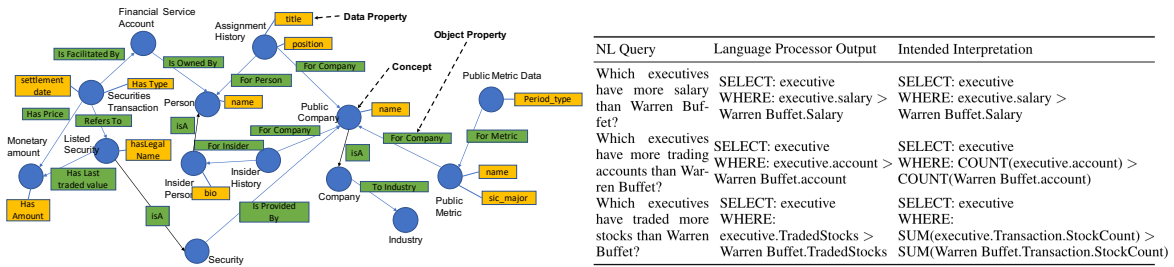 Financial Service
Account
Assignment
History
title
Data Property
position
Object Property
Is Facilitated By
Is Owned By
For Person
For Company
Concept
settlement
date
Has Type
Securities
Transaction
Person
name
Public
Company
name
Public Metric Data
Period_type
Has Price
Refers To
isA
For Company
For Company
For Metric
Monetary
amount
Listed
Security
hasLegal
Name
For Insider
isA
Has Last
traded value
Insider
Person
bio
Insider
History
To Industry
name
Has
Amount
isA
Is Provided
By
Company
Public
Metric
sic_major
Industry
Security
NL Query Language Processor Output Intended Interpretation
Which executives
have more salary
than Warren Buf-
fet?
SELECT: executive
WHERE: executive.salary >
Warren Buffet.Salary
SELECT: executive
WHERE: executive.salary >
Warren Buffet.Salary
Which executives
have more trading
accounts than War-
ren Buffet?
SELECT: executive
WHERE: executive.account >
Warren Buffet.account
SELECT: executive
WHERE: COUNT(executive.account) >
COUNT(Warren Buffet.account)
Which executives
have traded more
stocks than Warren
Buffet?
SELECT: executive
WHERE:
executive.TradedStocks >
Warren Buffet.TradedStocks
SELECT: executive
WHERE:
SUM(executive.Transaction.StockCount) >
SUM(Warren Buffet.Transaction.StockCount)